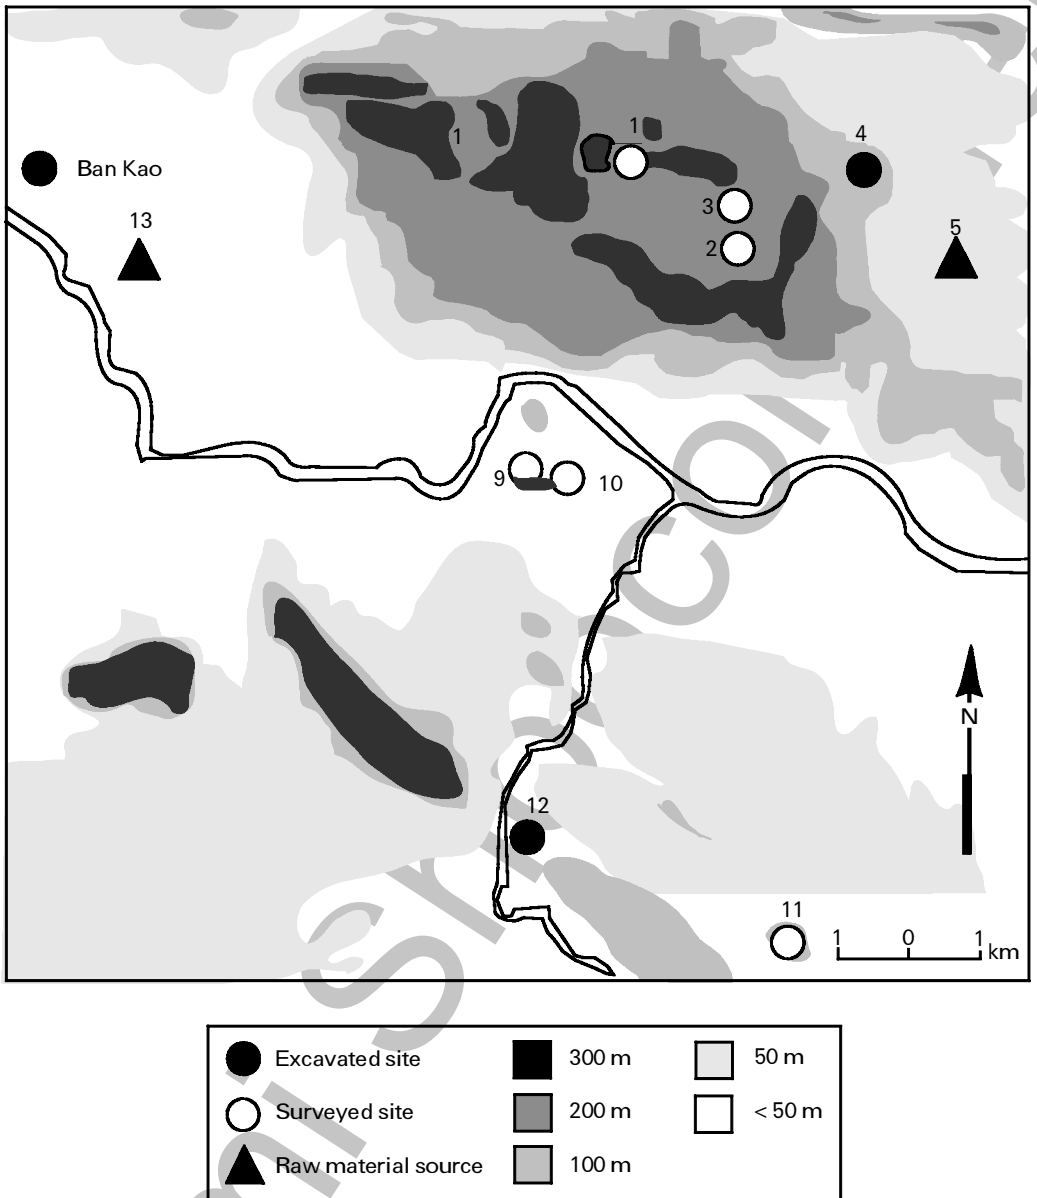 1
1
4
Ban Kao
3
13
5
2
9
10
N
12
11
1 0 1 km
Excavated site
300 m
50 m
Surveyed site
200 m
< 50 m
Raw material source
100 m